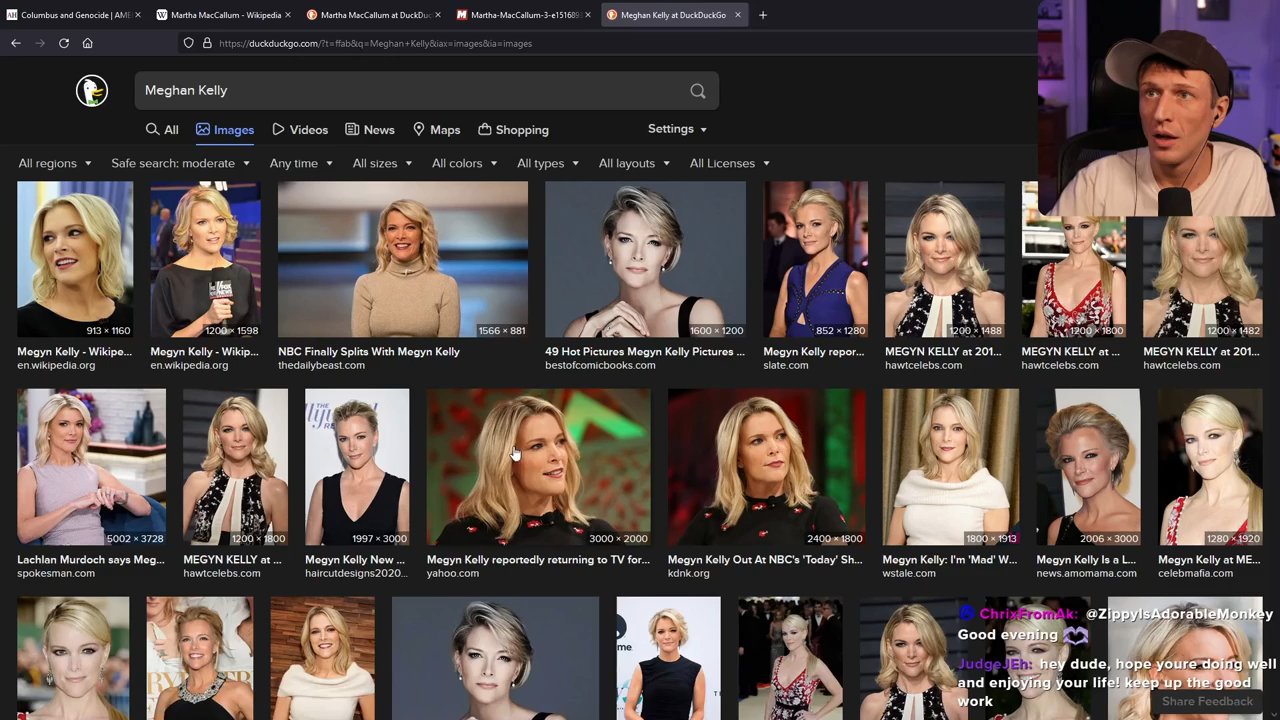 Columbus and Genocide | AME
Martha MacCallum - Wikipedia
Martha MacCallum at DuckDuc
Martha-MacCallum-3-e151689
Meghan Kelly at DuckDuckGo
https://duckduckgo.com/?t=ffab&q=Meghan+Kelly&iax=images&ia=images
Meghan Kelly
All Images Videos News Maps Shopping Settings
All regions Safe search: moderate Any time All sizes All colors All types All layouts All Licenses
913 × 1160 1200 × 1598 1566 × 881 1600 × 1200 852 × 1280 1200 × 1488 1200 × 1800 1200 × 1482
Megyn Kelly - Wikipe... Megyn Kelly - Wikip... NBC Finally Splits With Megyn Kelly 49 Hot Pictures Megyn Kelly Pictures ... Megyn Kelly repor... MEGYN KELLY at 201... MEGYN KELLY at ... MEGYN KELLY at 201...
en.wikipedia.org en.wikipedia.org thedailybeast.com bestofcomicbooks.com slate.com hawtcelebs.com hawtcelebs.com hawtcelebs.com
5002 × 3728 1200 × 1800 1997 × 3000 3000 × 2000 2400 × 1800 1800 × 1913 2006 × 3000 1280 × 1920
Lachlan Murdoch says Meg... MEGYN KELLY at ... Megyn Kelly New ... Megyn Kelly reportedly returning to TV for... Megyn Kelly Out At NBC's 'Today' Sh... Megyn Kelly: I'm 'Mad' W... Megyn Kelly Is a L... Megyn Kelly at ME...
spokesman.com hawtcelebs.com haircutdesigns2020... yahoo.com kdnk.org wstale.com news.amomama.com celebmafia.com
ChrixFromAk: @ZippyIsAdorableMonkey
Good evening
JudgeJEh: hey dude, hope youre doing well
and enjoying your life! keep up the good
work
Share Feedback